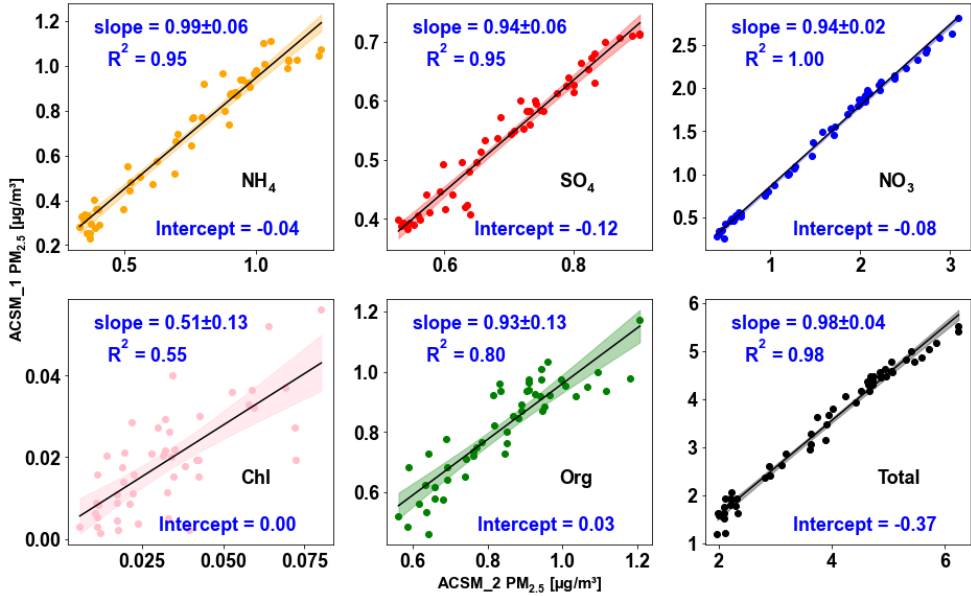 slope = 0.99±0.06
R² = 0.95
NH₄
Intercept = -0.04
1.2
1.0
0.8
0.6
0.4
0.2
0.5
1.0
slope = 0.94±0.06
R² = 0.95
SO₄
Intercept = -0.12
0.7
0.6
0.5
0.4
0.6
0.8
slope = 0.94±0.02
R² = 1.00
NO₃
Intercept = -0.08
2.5
2.0
1.5
1.0
0.5
1
2
3
ACSM_1 PM₂.₅ [µg/m³]
slope = 0.51±0.13
R² = 0.55
Chl
Intercept = 0.00
0.04
0.02
0.00
0.025
0.050
0.075
slope = 0.93±0.13
R² = 0.80
Org
Intercept = 0.03
1.2
1.0
0.8
0.6
0.6
0.8
1.0
1.2
slope = 0.98±0.04
R² = 0.98
Total
Intercept = -0.37
6
5
4
3
2
1
2
4
6
ACSM_2 PM₂.₅ [µg/m³]